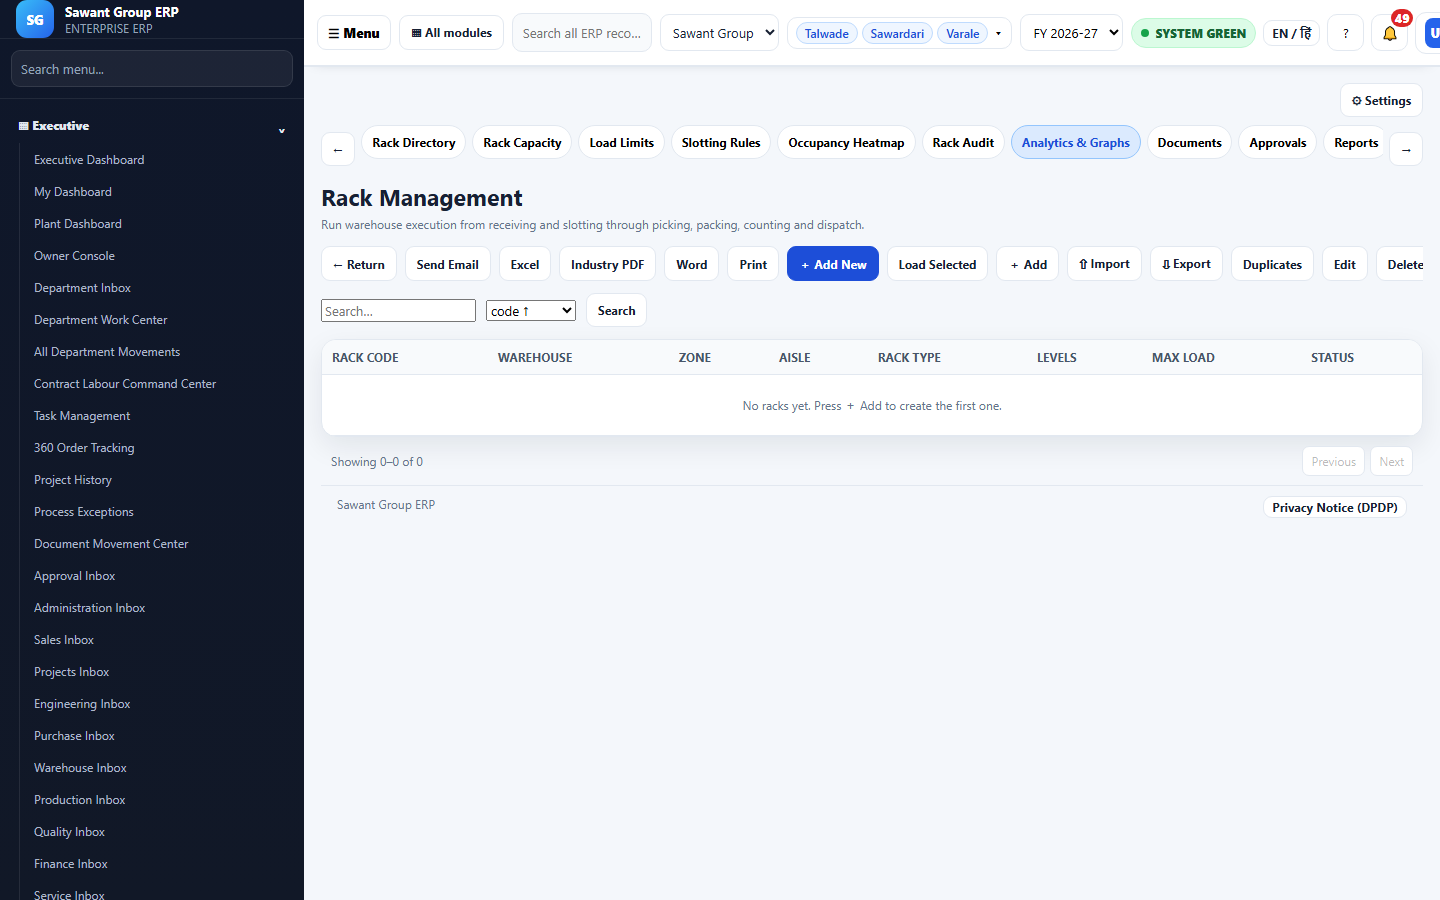 SG
Sawant Group ERP
ENTERPRISE ERP
Search menu...
Executive
Executive Dashboard
My Dashboard
Plant Dashboard
Owner Console
Department Inbox
Department Work Center
All Department Movements
Contract Labour Command Center
Task Management
360 Order Tracking
Project History
Process Exceptions
Document Movement Center
Approval Inbox
Administration Inbox
Sales Inbox
Projects Inbox
Engineering Inbox
Purchase Inbox
Warehouse Inbox
Production Inbox
Quality Inbox
Finance Inbox
Service Inbox
☰ Menu
All modules
Search all ERP reco...
Sawant Group
Talwade Sawardari Varale
FY 2026-27
SYSTEM GREEN
EN / हिं
?
49
U
⚙ Settings
← Rack Directory Rack Capacity Load Limits Slotting Rules Occupancy Heatmap Rack Audit Analytics & Graphs Documents Approvals Reports →
Rack Management
Run warehouse execution from receiving and slotting through picking, packing, counting and dispatch.
← Return Send Email Excel Industry PDF Word Print + Add New Load Selected + Add ⇧ Import ⇩ Export Duplicates Edit Delete
Search... code ↑ Search
RACK CODE WAREHOUSE ZONE AISLE RACK TYPE LEVELS MAX LOAD STATUS
No racks yet. Press + Add to create the first one.
Showing 0–0 of 0
Previous Next
Sawant Group ERP
Privacy Notice (DPDP)